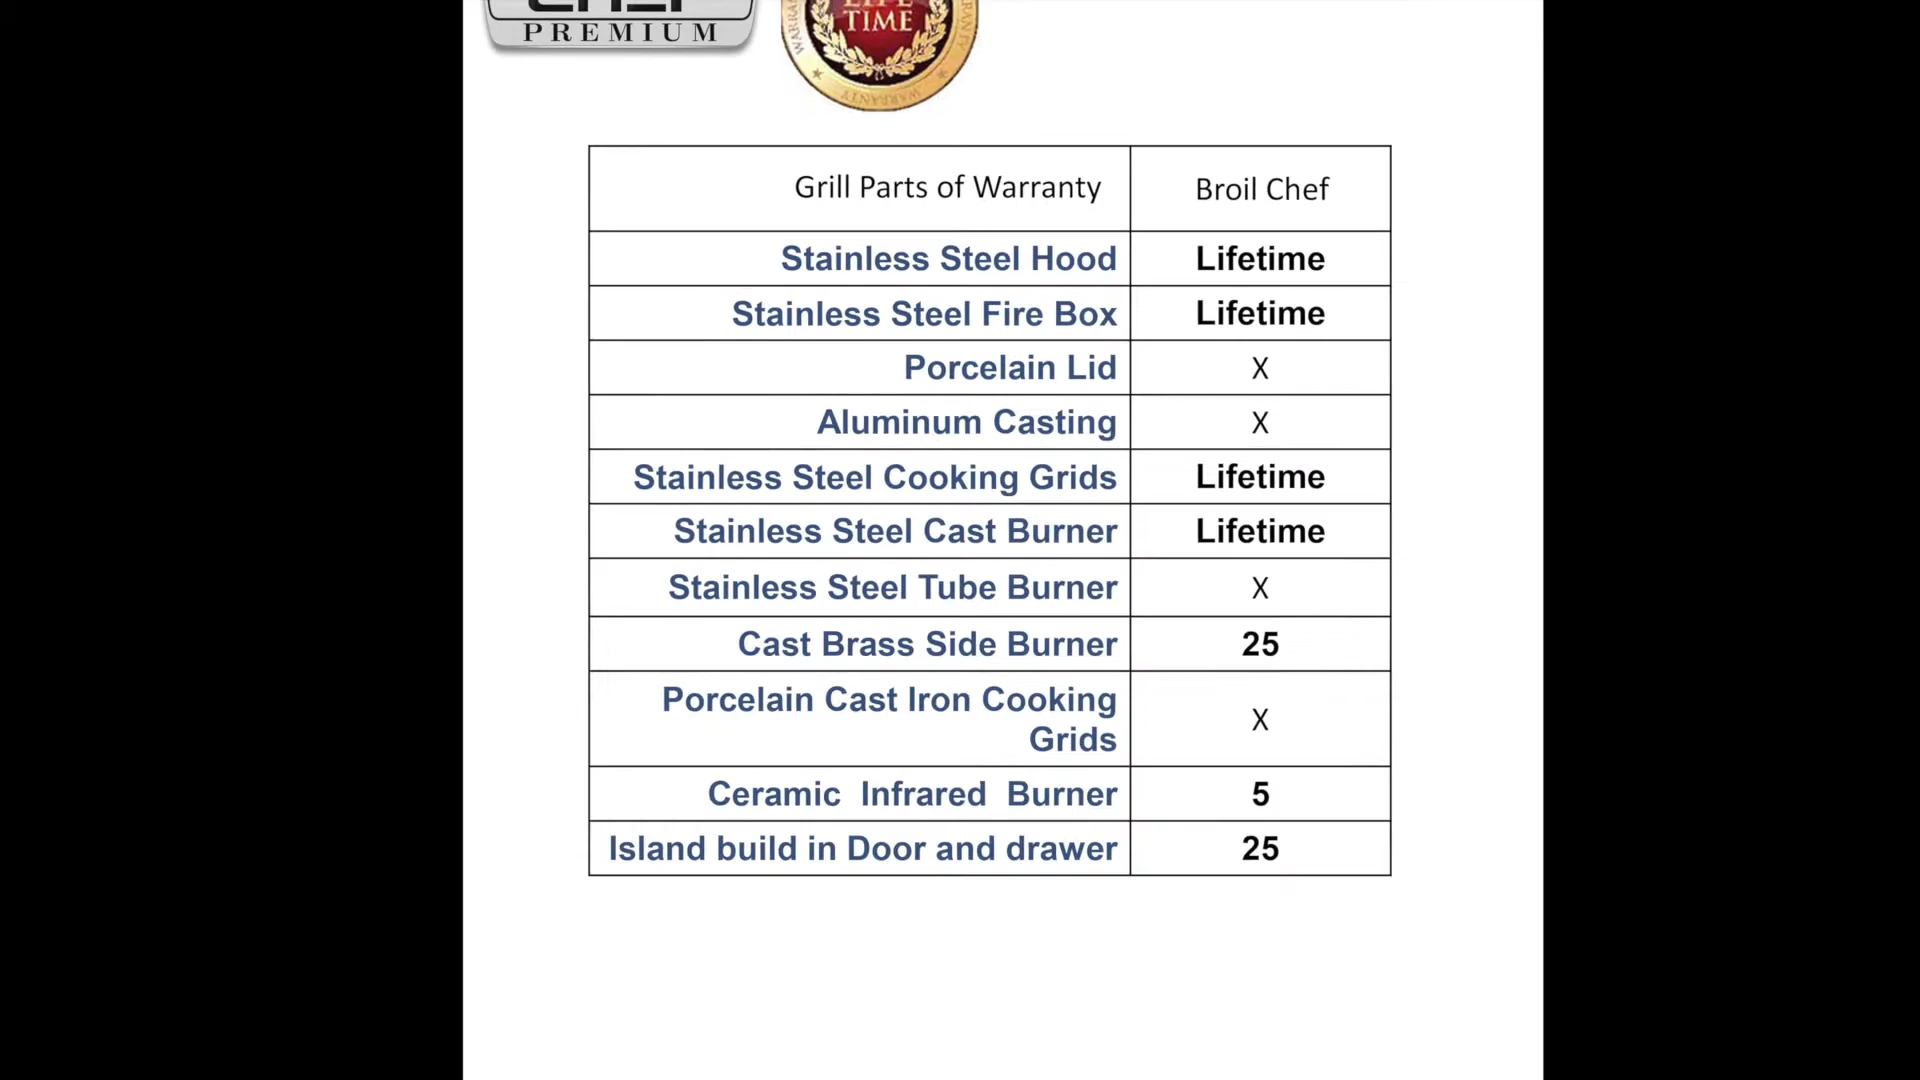 PREMIUM
TIME
WARRANTY
Grill Parts of Warranty Broil Chef
Stainless Steel Hood Lifetime
Stainless Steel Fire Box Lifetime
Porcelain Lid X
Aluminum Casting X
Stainless Steel Cooking Grids Lifetime
Stainless Steel Cast Burner Lifetime
Stainless Steel Tube Burner X
Cast Brass Side Burner 25
Porcelain Cast Iron Cooking
Grids X
Ceramic Infrared Burner 5
Island build in Door and drawer 25